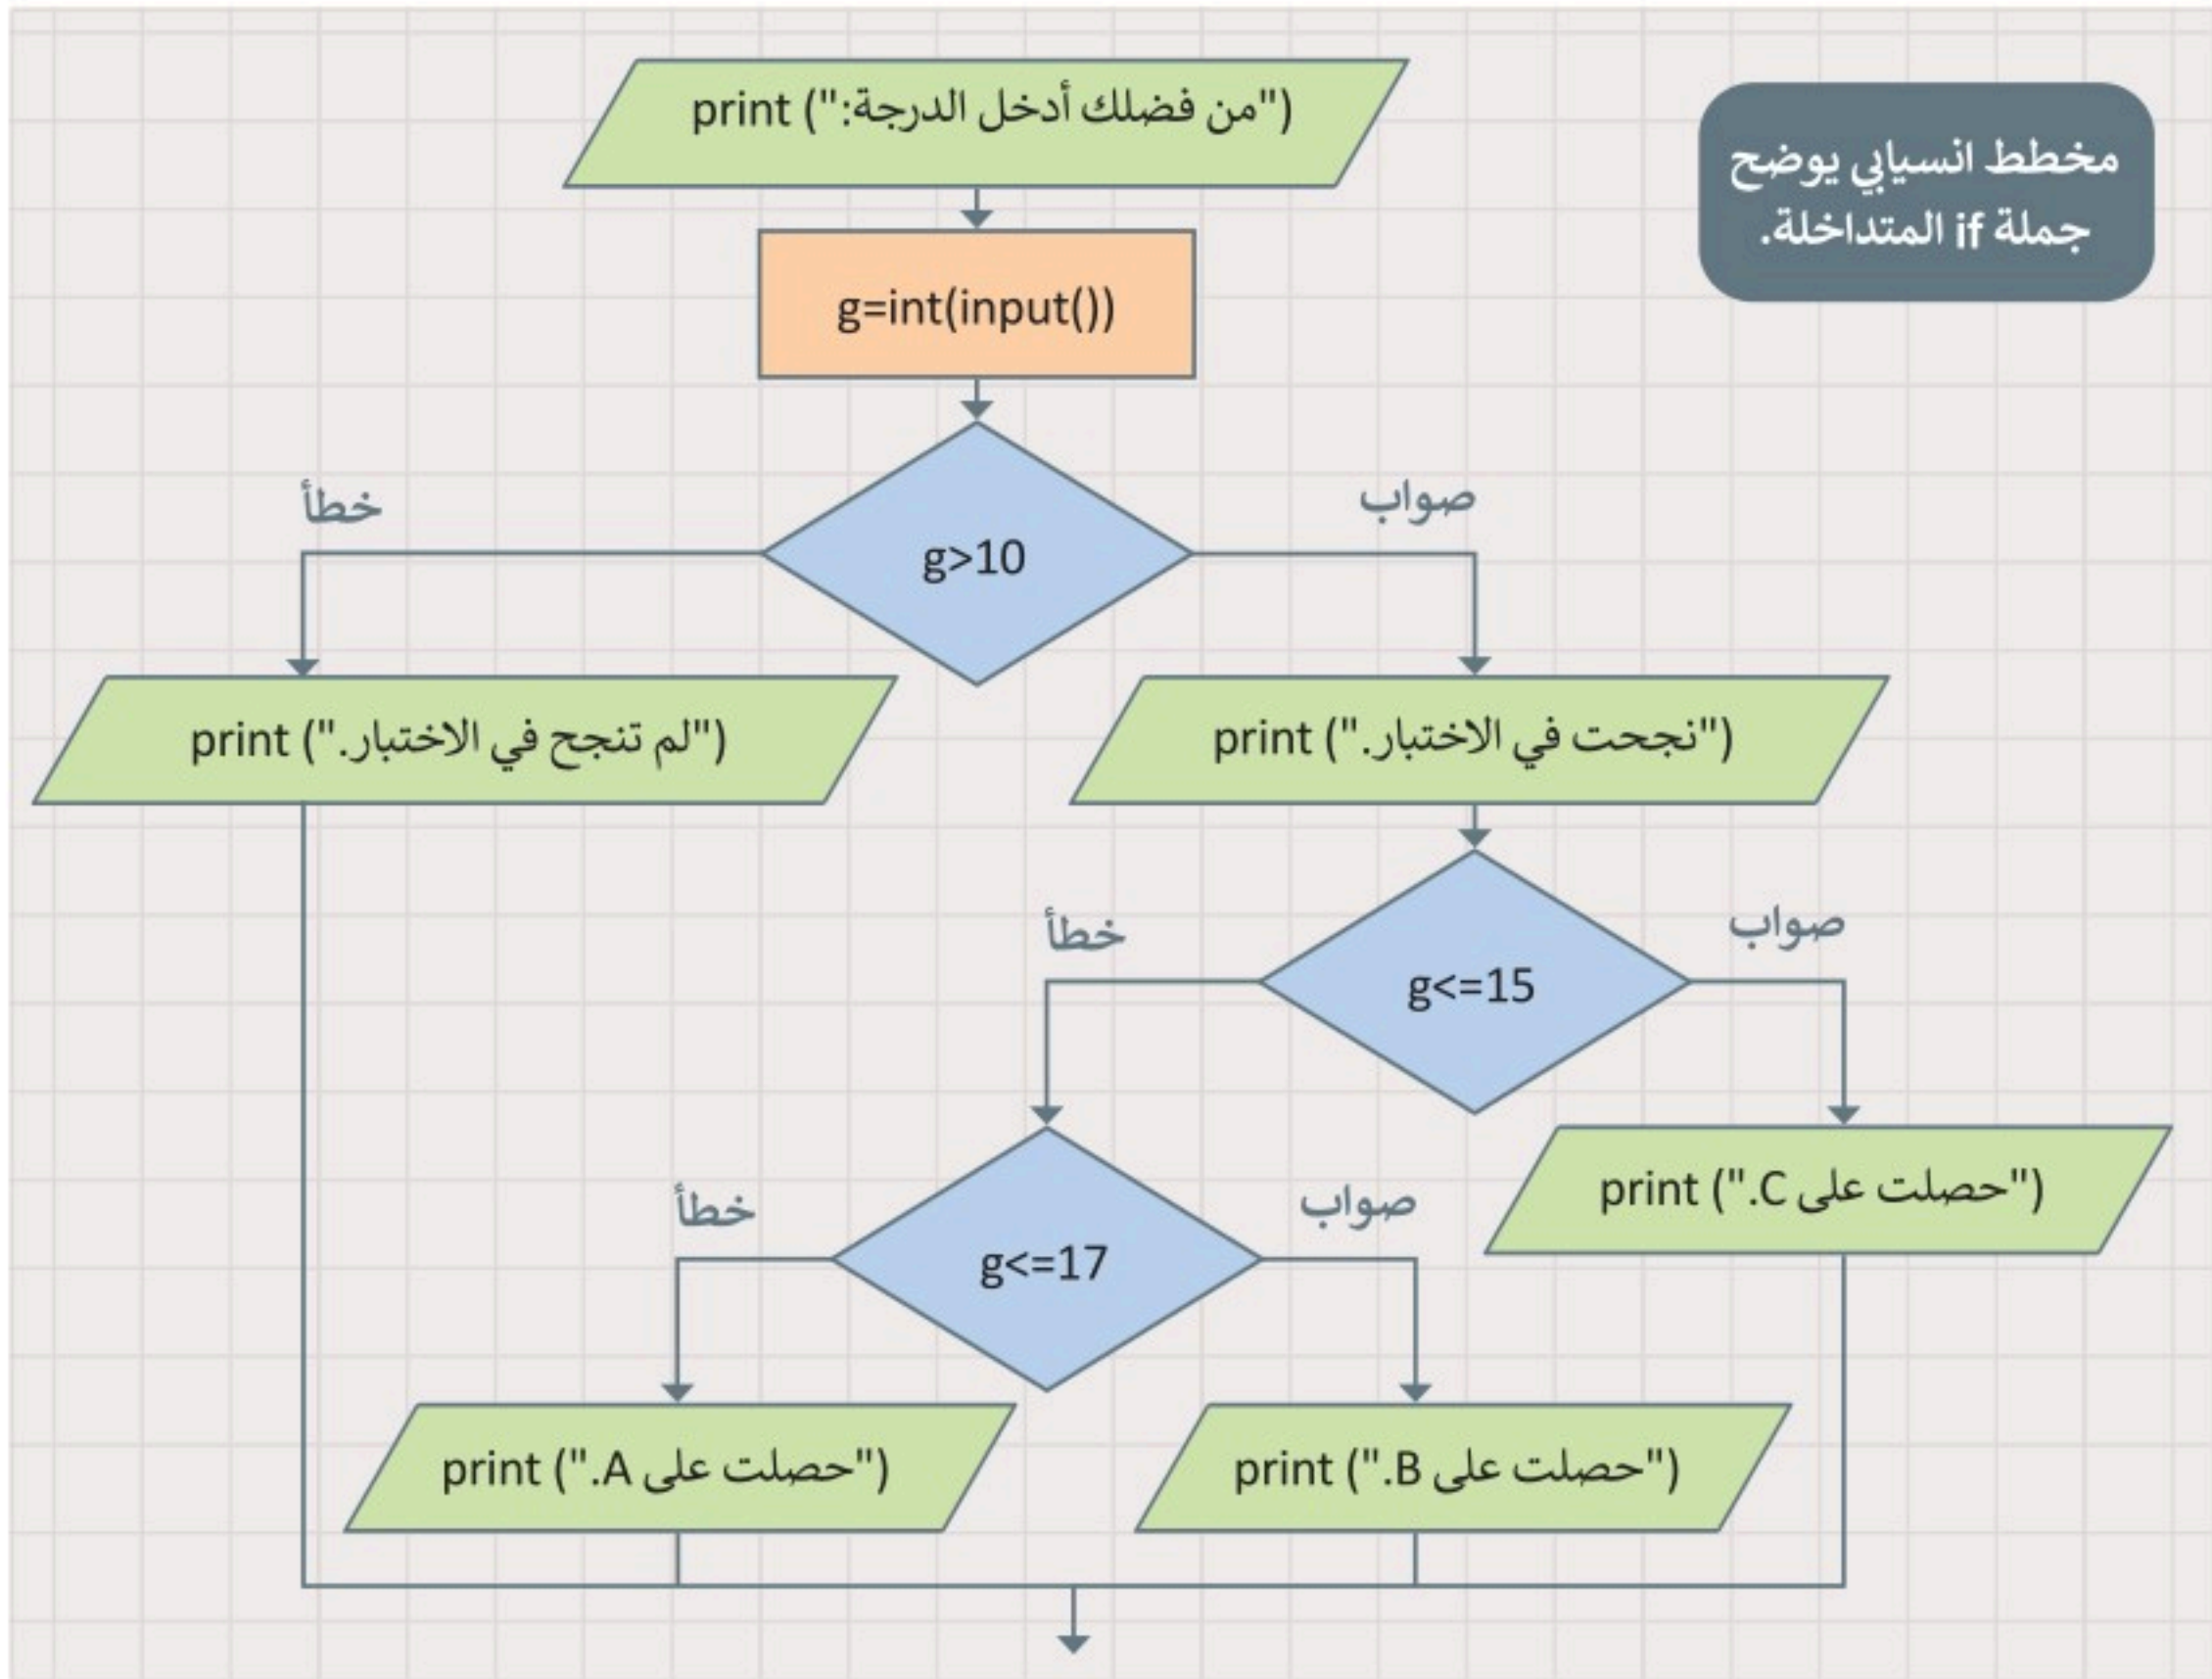 مخطط انسيابي يوضح
جملة if المتداخلة.
print ("من فضلك أدخل الدرجة:")
g=int(input())
g>10
صواب
خطأ
print ("نجحت في الاختبار.")
print ("لم تنجح في الاختبار.")
g<=15
صواب
خطأ
print ("حصلت على C.")
g<=17
صواب
خطأ
print ("حصلت على B.")
print ("حصلت على A.")